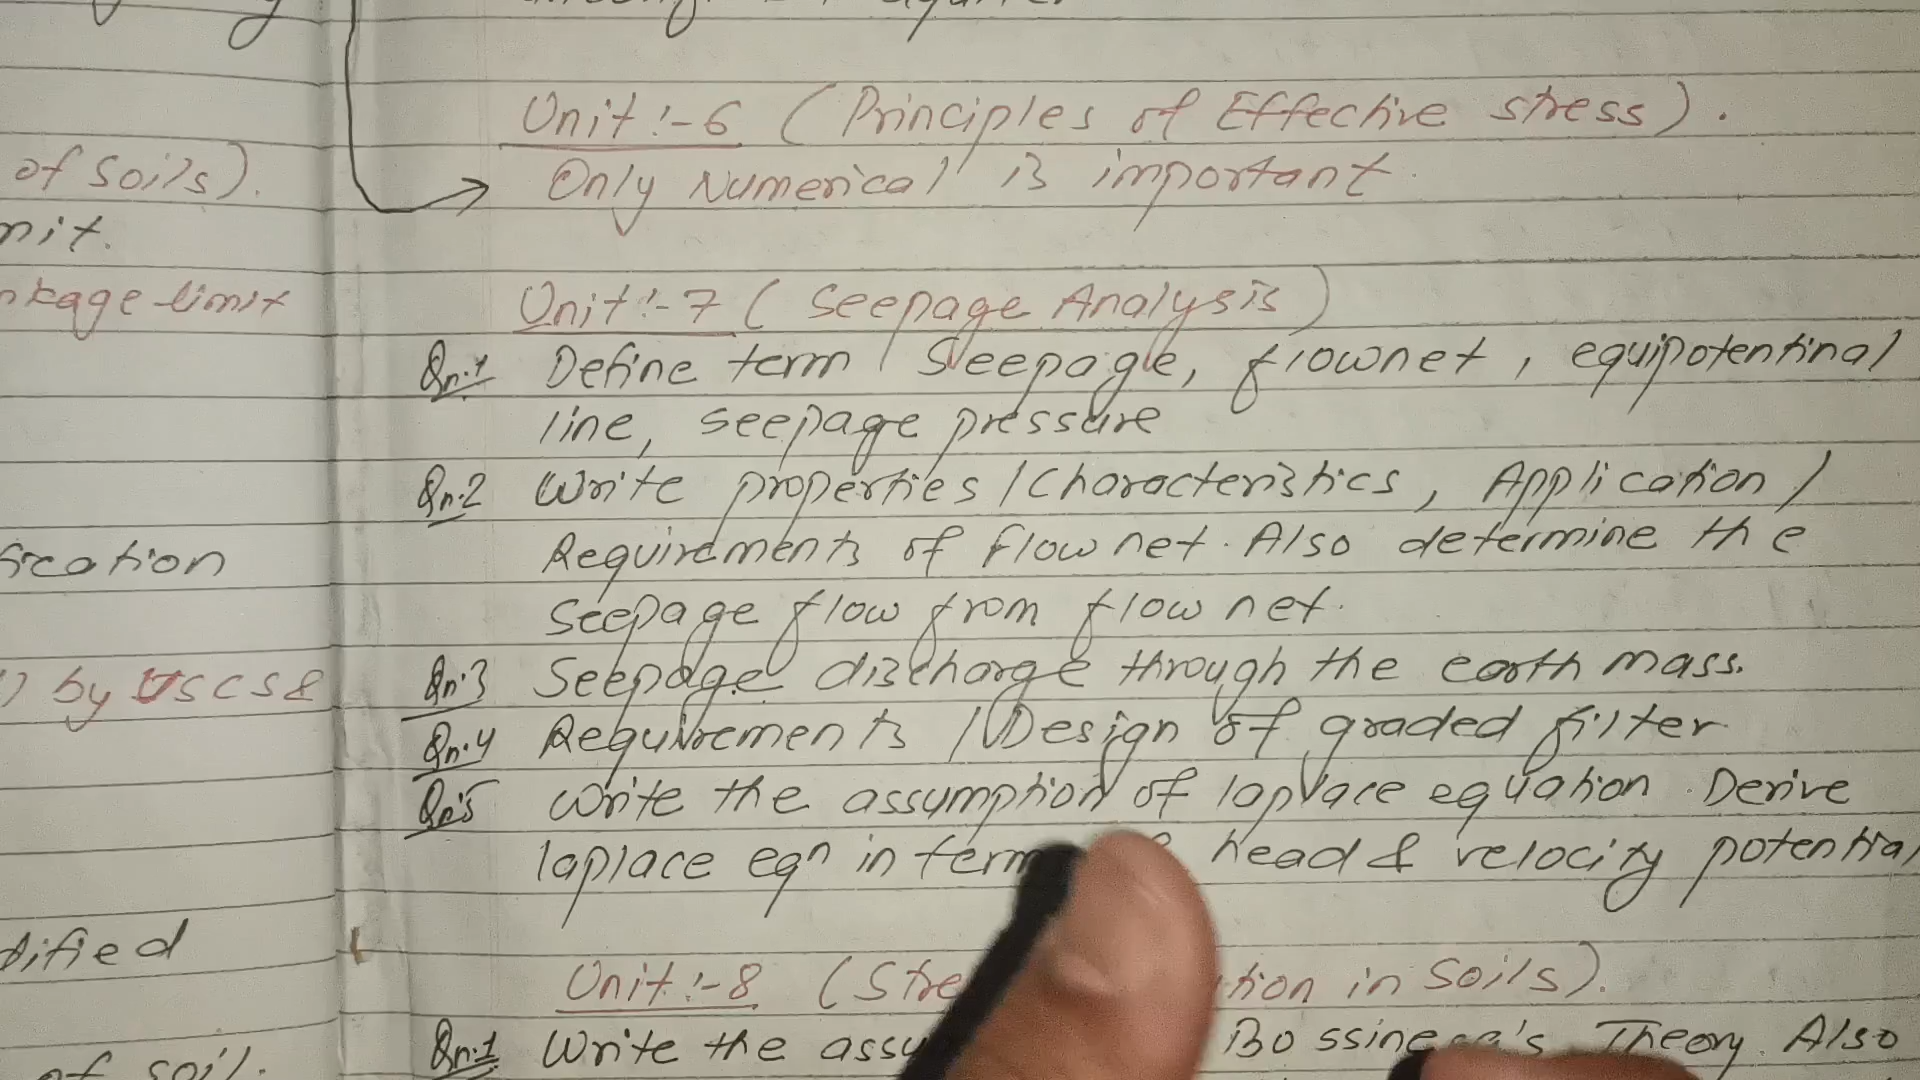 of Soils).
mit.
nkage limit
fication
) by USCS &
dified
of soil.
Unit :- 6 ( Principles of Effective stress ) .
Only Numerical is important
Unit :- 7 ( Seepage Analysis )
Qn.1 Define term Seepage, flownet, equipotentinal
line, seepage pressure
Qn.2 Write properties / Characteristics, Application /
Requirements of flow net. Also determine the
seepage flow from flow net.
Qn.3 Seepage discharge through the earth mass.
Qn.4 Requirements / Design of graded filter
Qn.5 Write the assumption of laplace equation. Derive
laplace eqn in term head & velocity potential
Unit :- 8 ( Stre tion in Soils ).
Qn.1 Write the assu Theory. Also